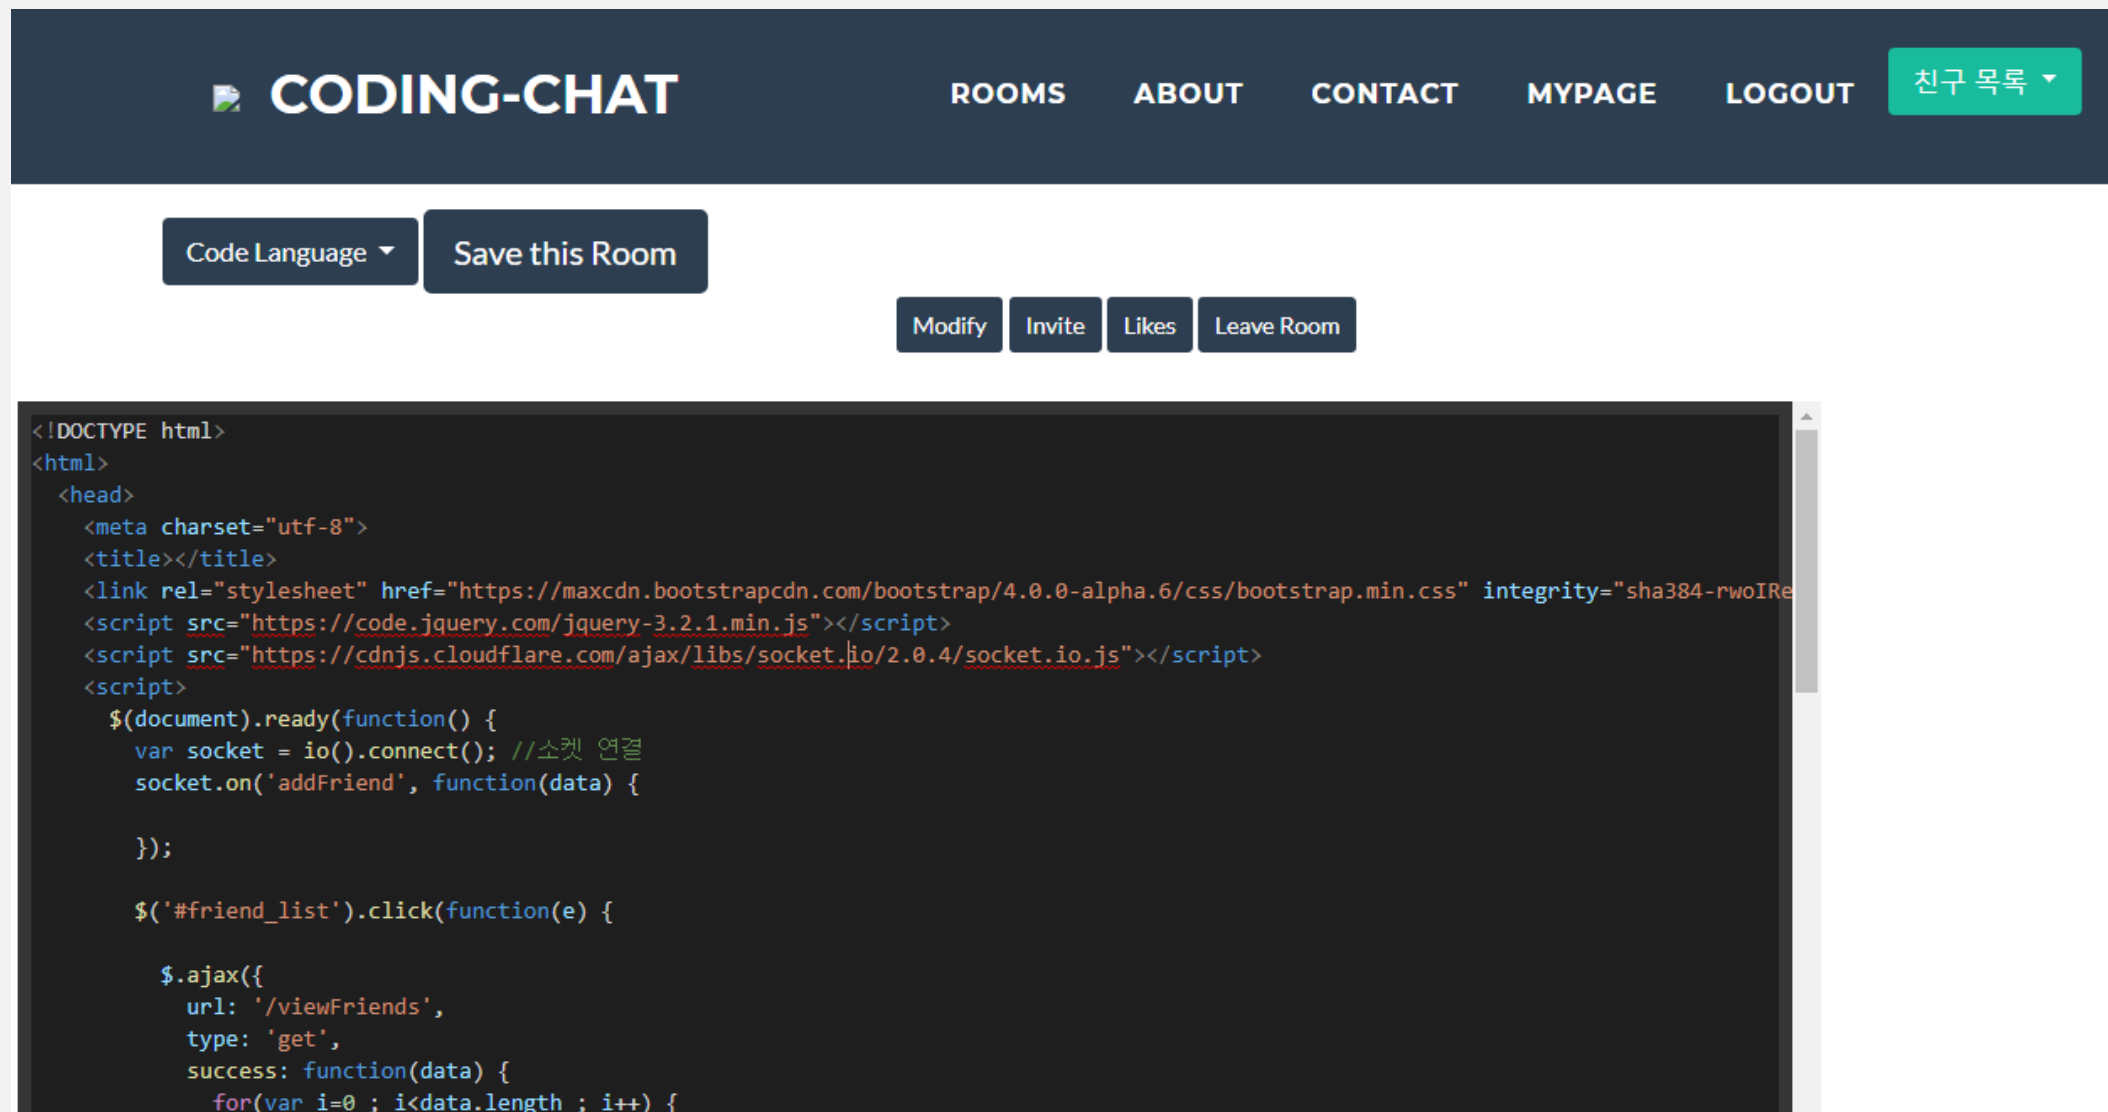 CODING-CHAT ROOMS ABOUT CONTACT MYPAGE LOGOUT 친구 목록
Code Language Save this Room
Modify Invite Likes Leave Room
<!DOCTYPE html>
<html>
  <head>
    <meta charset="utf-8">
    <title></title>
    <link rel="stylesheet" href="https://maxcdn.bootstrapcdn.com/bootstrap/4.0.0-alpha.6/css/bootstrap.min.css" integrity="sha384-rwoIRe
    <script src="https://code.jquery.com/jquery-3.2.1.min.js"></script>
    <script src="https://cdnjs.cloudflare.com/ajax/libs/socket.io/2.0.4/socket.io.js"></script>
    <script>
      $(document).ready(function() {
        var socket = io().connect(); //소켓 연결
        socket.on('addFriend', function(data) {
        });
        $('#friend_list').click(function(e) {
          $.ajax({
            url: '/viewFriends',
            type: 'get',
            success: function(data) {
              for(var i=0 ; i<data.length ; i++) {